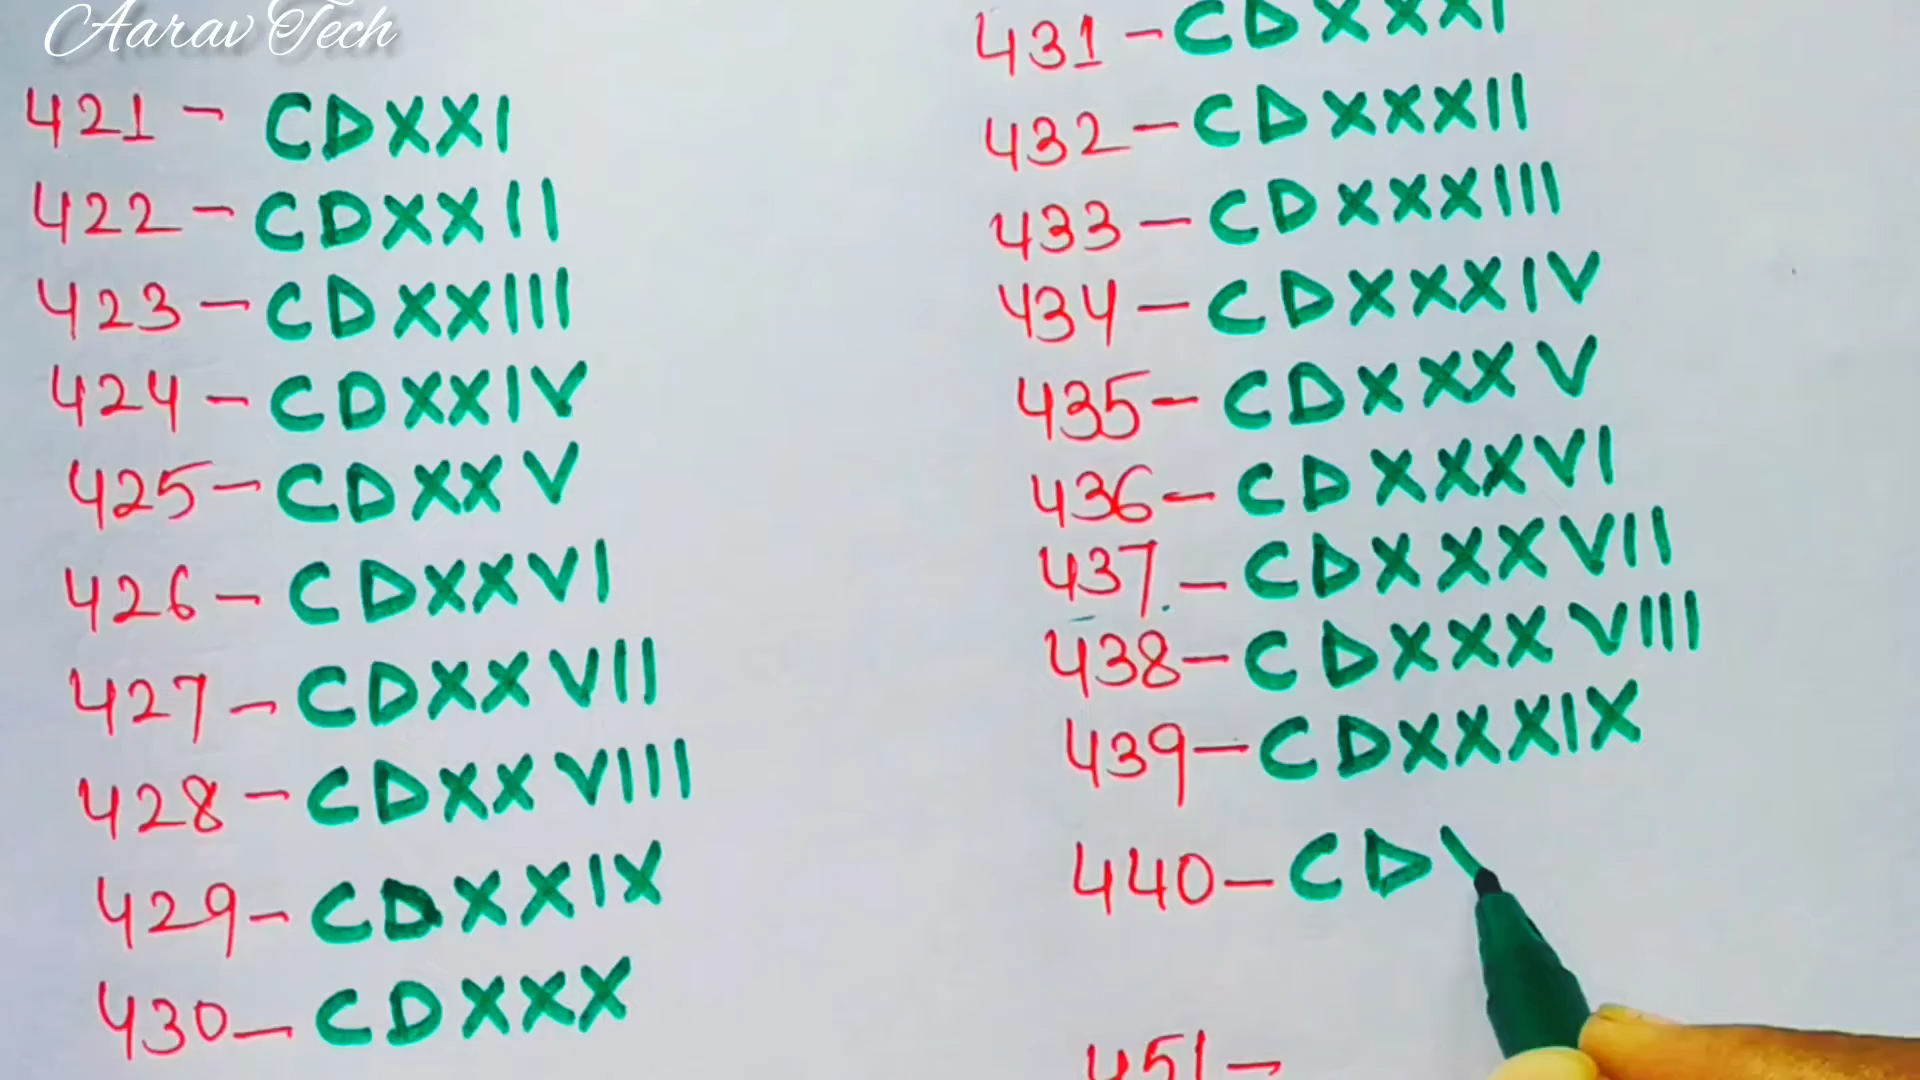 Aarav Tech
421 - CDXXI
422 - CDXXII
423 - CDXXIII
424 - CDXXIV
425 - CDXXV
426 - CDXXVI
427 - CDXXVII
428 - CDXXVIII
429 - CDXXIX
430 - CDXXX
431 - CDXXXI
432 - CDXXXII
433 - CDXXXIII
434 - CDXXXIV
435 - CDXXXV
436 - CDXXXVI
437 - CDXXXVII
438 - CDXXXVIII
439 - CDXXXIX
440 - CD
451 -